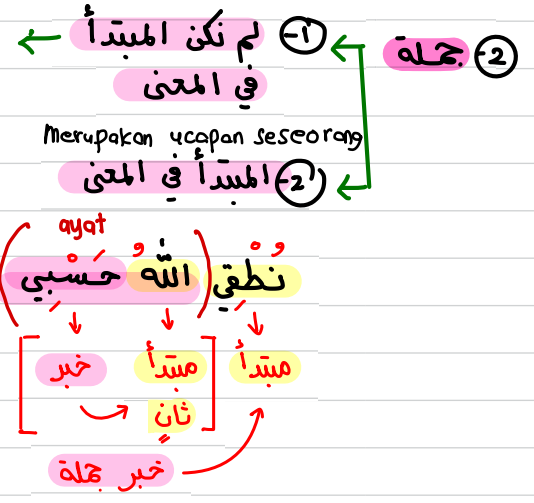 2- جملة
1- لم نكن المبتدأ
في المعنى
merupakan ucapan seseorang
2- المبتدأ في المعنى
ayat
نُطْقِي (اللهُ حَسْبِي)
مبتدأ [مبتدأ خبر]
ثانٍ
خبر جملة